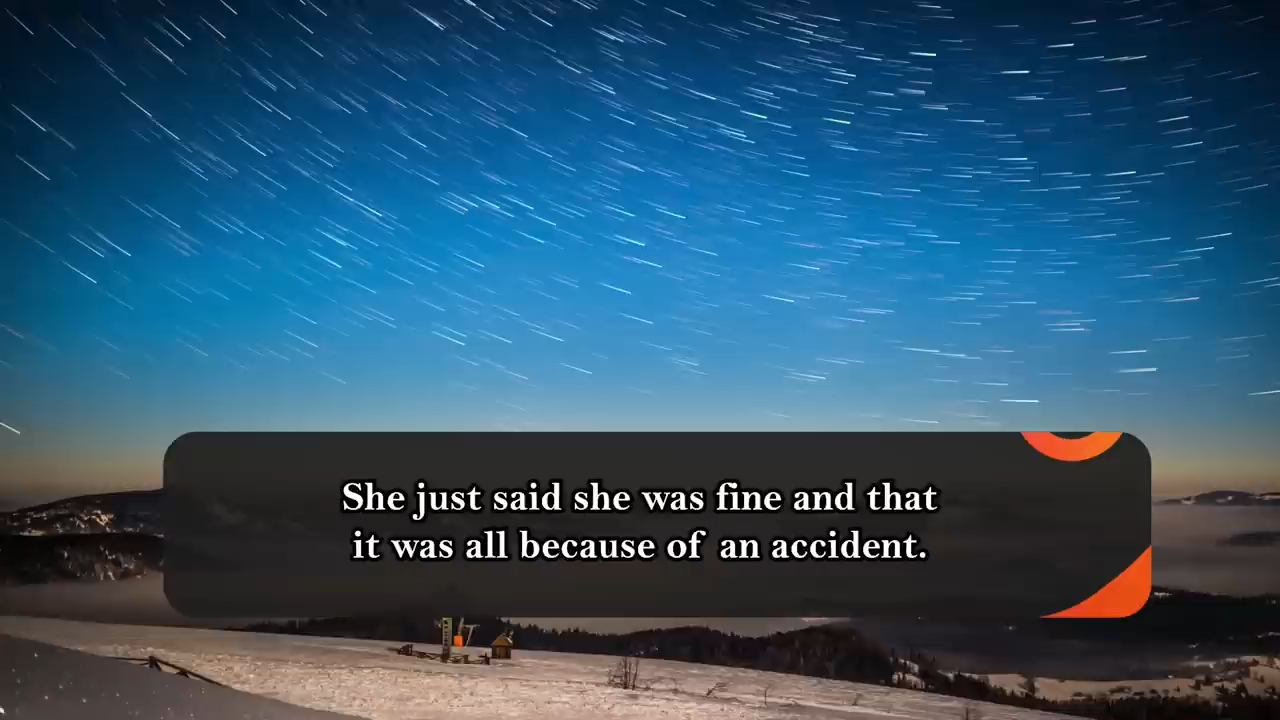 She just said she was fine and that
it was all because of an accident.